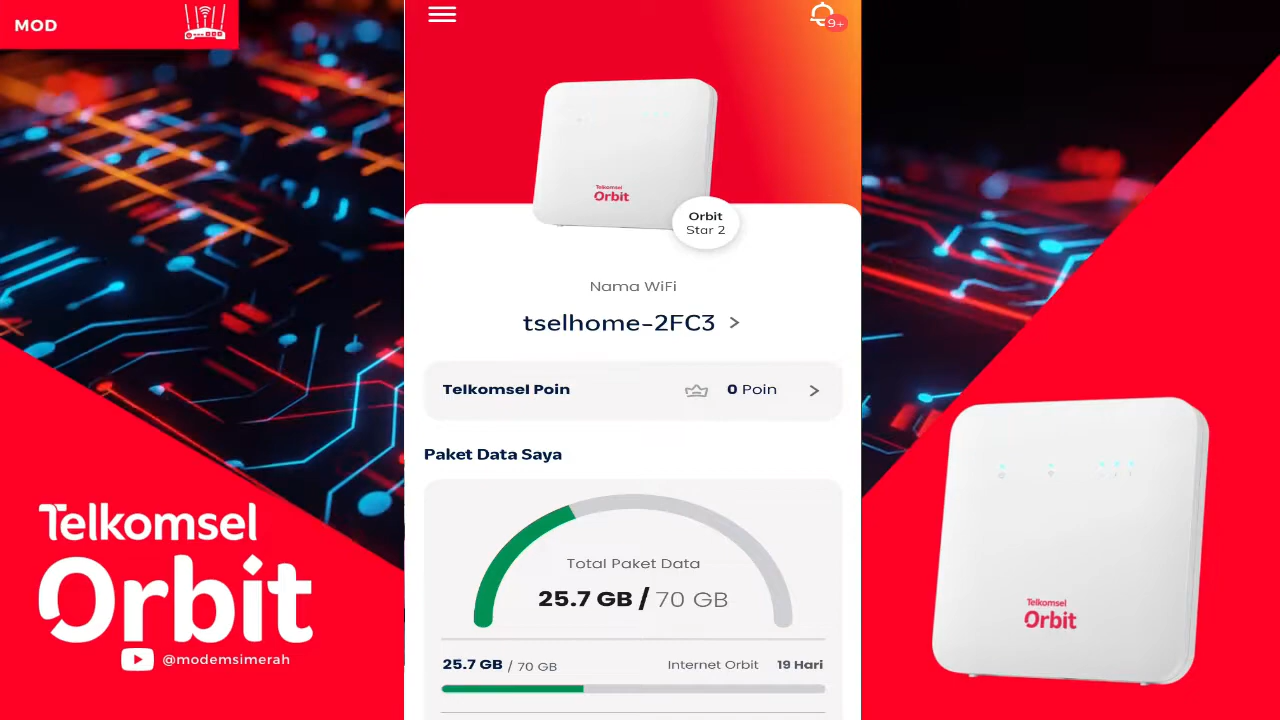 MOD
9+
Telkomsel
Orbit
Orbit
Star 2
Nama WiFi
tselhome-2FC3 >
Telkomsel Poin 0 Poin >
Paket Data Saya
Total Paket Data
25.7 GB / 70 GB
25.7 GB / 70 GB Internet Orbit 19 Hari
Telkomsel
Orbit
@modemsimerah
Telkomsel
Orbit